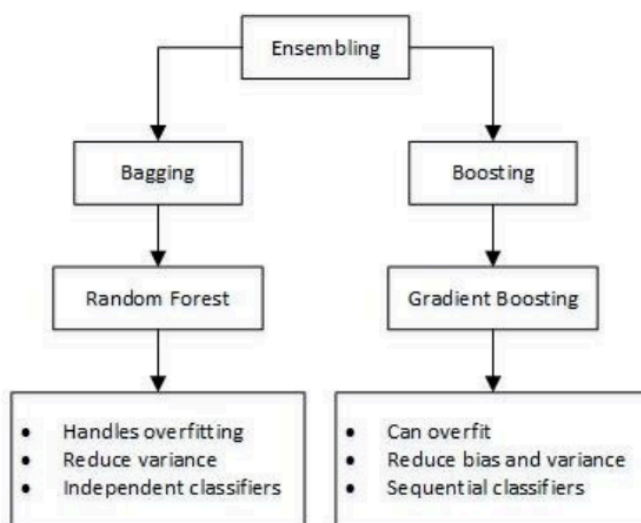 Ensembling
Bagging
Boosting
Random Forest
Gradient Boosting
• Handles overfitting
• Reduce variance
• Independent classifiers
• Can overfit
• Reduce bias and variance
• Sequential classifiers